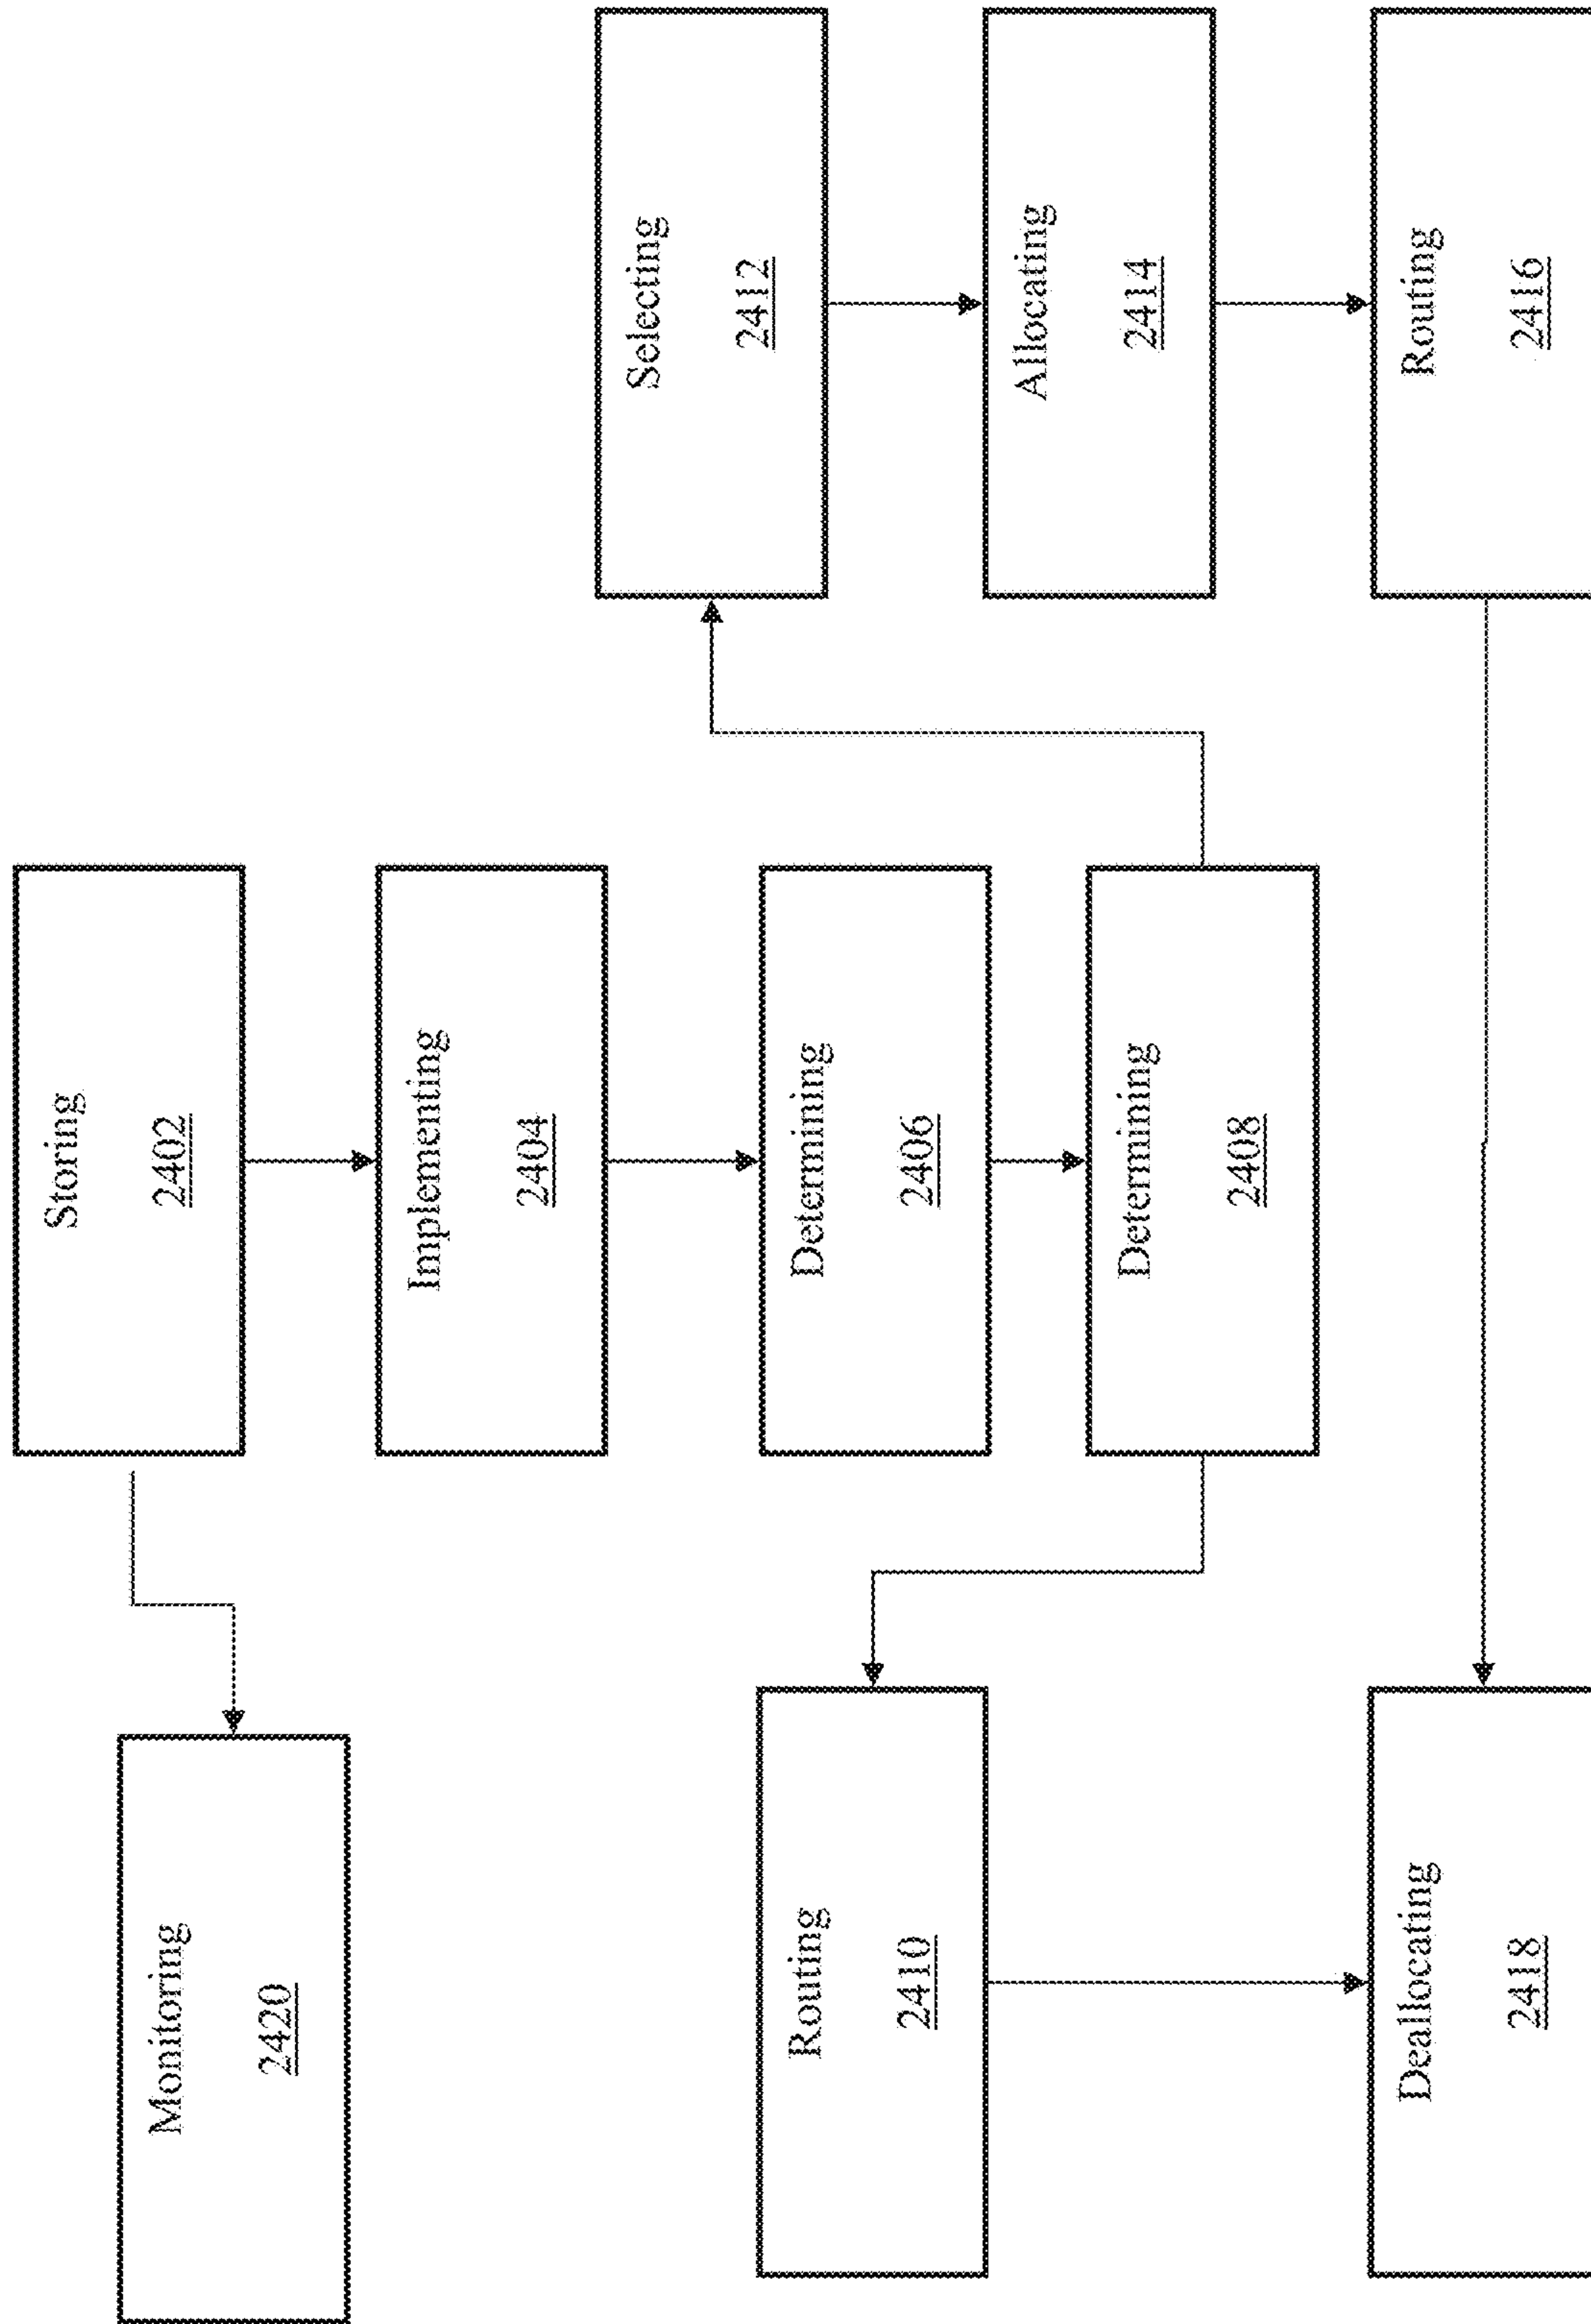 Storing
2402
Implementing
2404
Determining
2406
Determining
2408
Routing
2410
Selecting
2412
Allocating
2414
Routing
2416
Deallocating
2418
Monitoring
2420